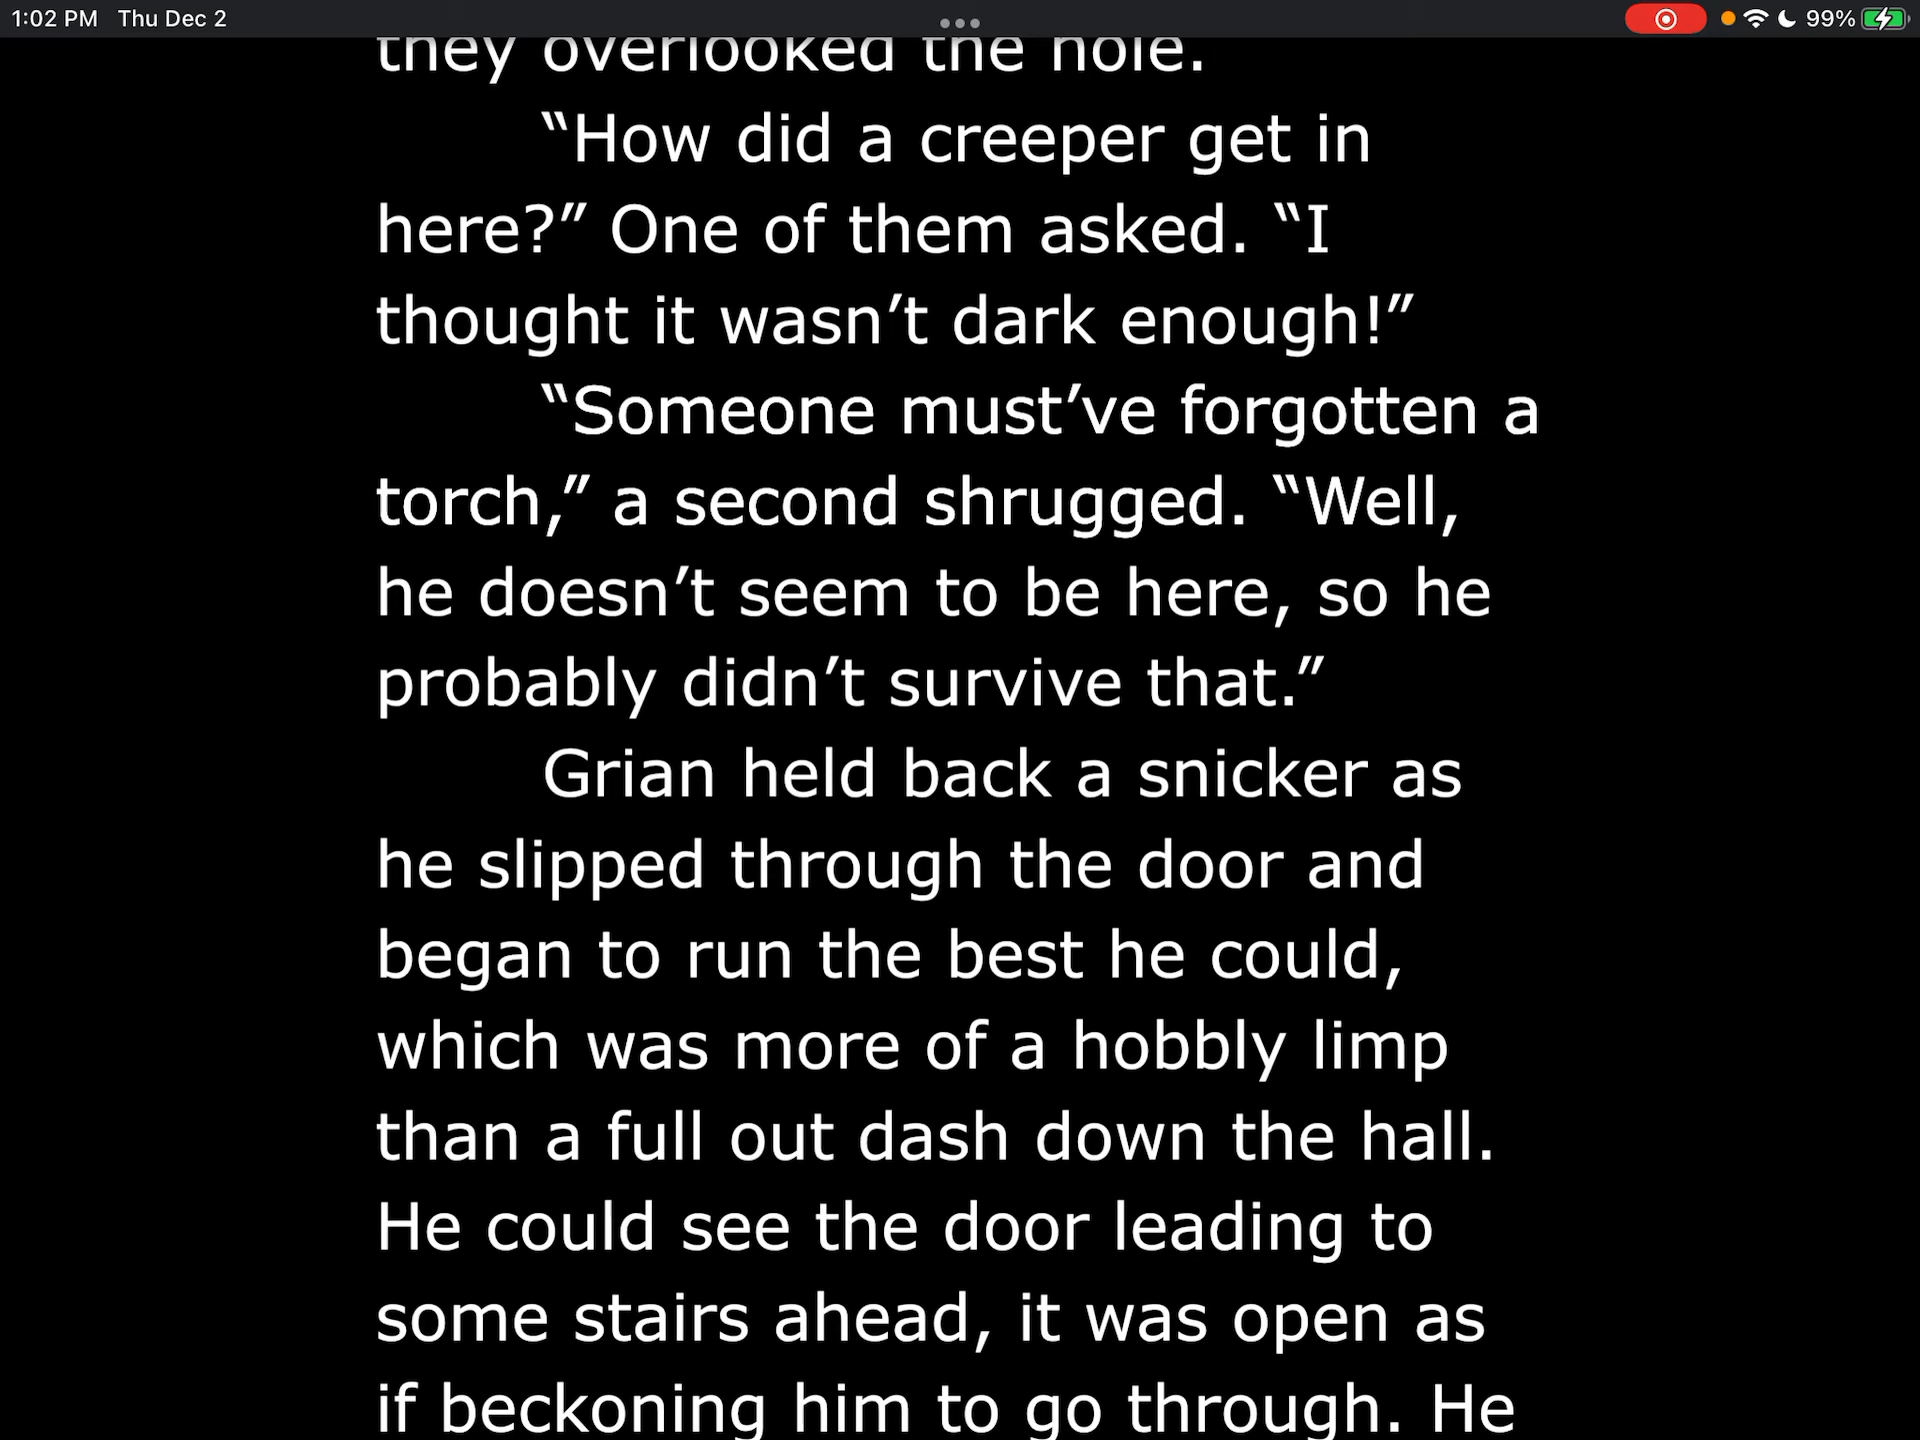 1:02 PM Thu Dec 2
99%
they overlooked the hole.
“How did a creeper get in
here?” One of them asked. “I
thought it wasn’t dark enough!”
“Someone must’ve forgotten a
torch,” a second shrugged. “Well,
he doesn’t seem to be here, so he
probably didn’t survive that.”
Grian held back a snicker as
he slipped through the door and
began to run the best he could,
which was more of a hobbly limp
than a full out dash down the hall.
He could see the door leading to
some stairs ahead, it was open as
if beckoning him to go through. He